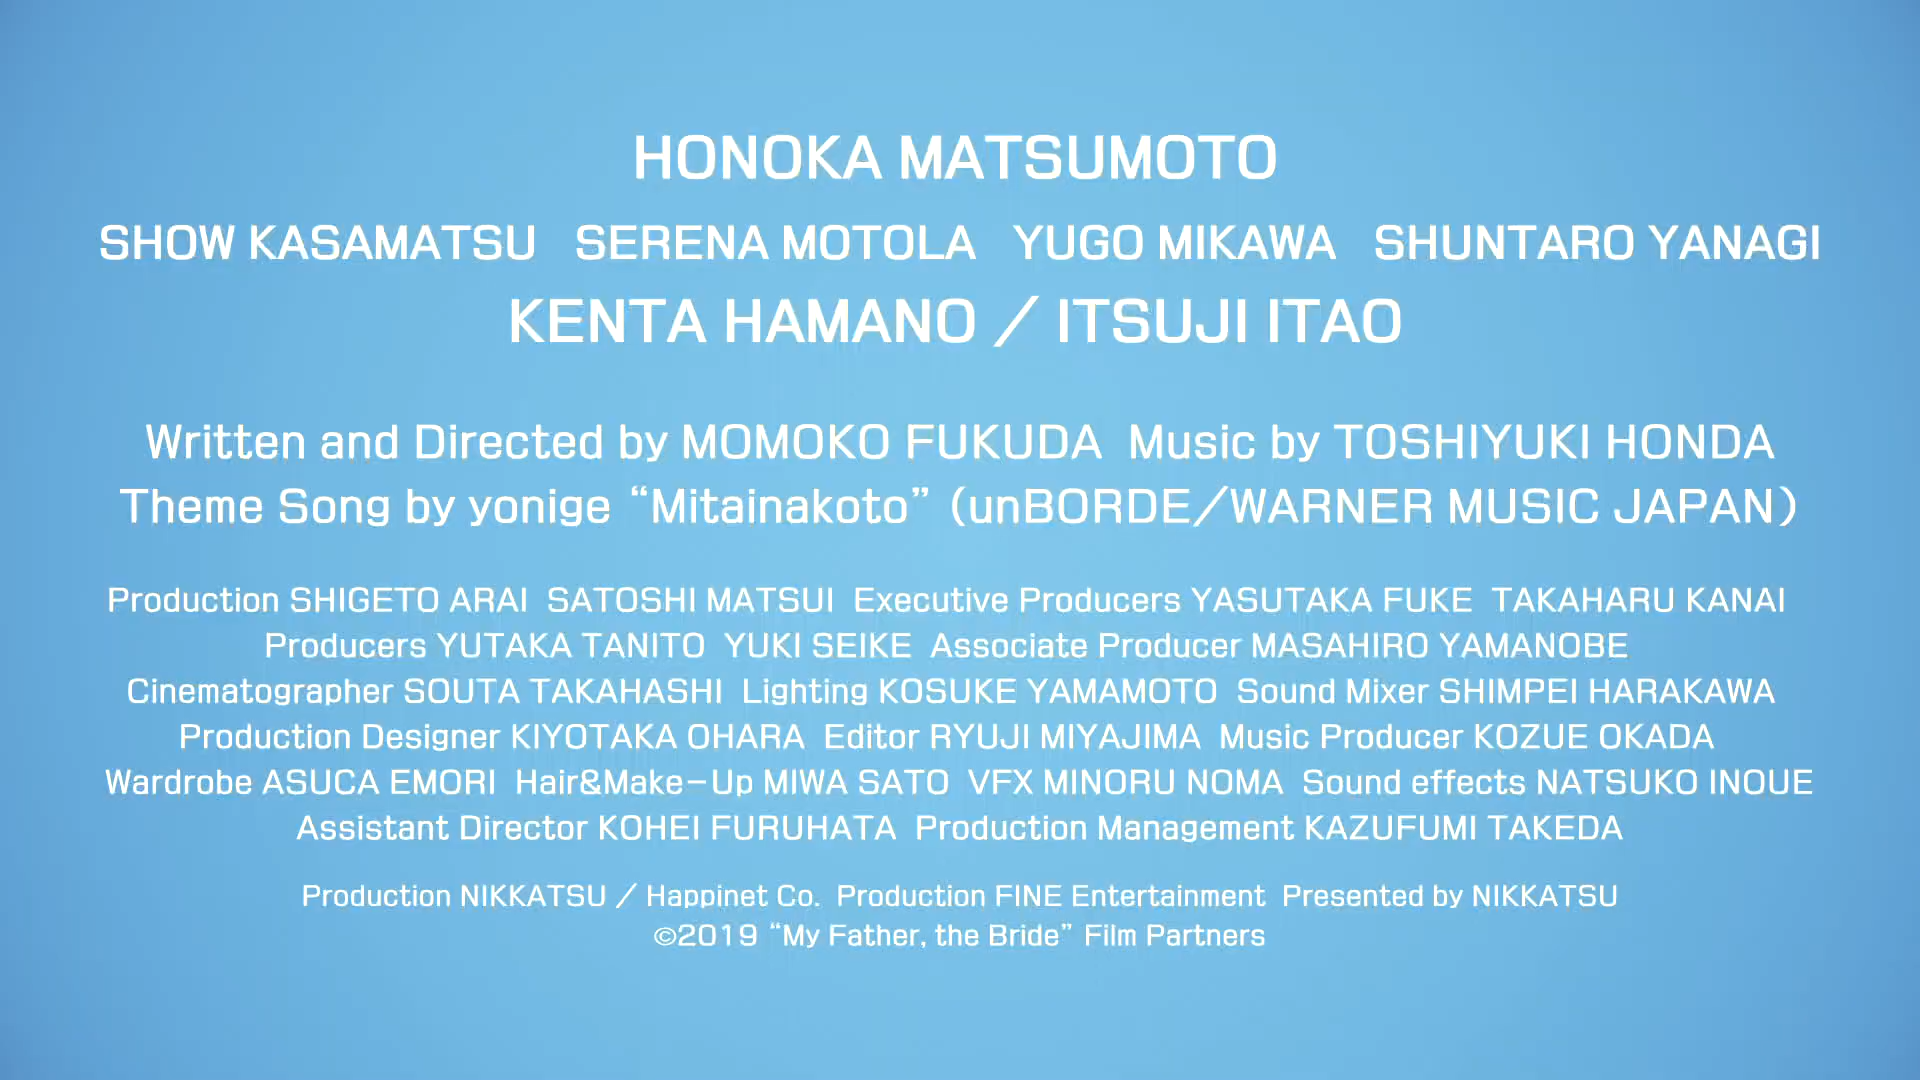 HONOKA MATSUMOTO
SHOW KASAMATSU SERENA MOTOLA YUGO MIKAWA SHUNTARO YANAGI
KENTA HAMANO / ITSUJI ITAO
Written and Directed by MOMOKO FUKUDA Music by TOSHIYUKI HONDA
Theme Song by yonige “Mitainakoto” (unBORDE/WARNER MUSIC JAPAN)
Production SHIGETO ARAI SATOSHI MATSUI Executive Producers YASUTAKA FUKE TAKAHARU KANAI
Producers YUTAKA TANITO YUKI SEIKE Associate Producer MASAHIRO YAMANOBE
Cinematographer SOUTA TAKAHASHI Lighting KOSUKE YAMAMOTO Sound Mixer SHIMPEI HARAKAWA
Production Designer KIYOTAKA OHARA Editor RYUJI MIYAJIMA Music Producer KOZUE OKADA
Wardrobe ASUCA EMORI Hair&Make-Up MIWA SATO VFX MINORU NOMA Sound effects NATSUKO INOUE
Assistant Director KOHEI FURUHATA Production Management KAZUFUMI TAKEDA
Production NIKKATSU / Happinet Co. Production FINE Entertainment Presented by NIKKATSU
©2019 “My Father, the Bride” Film Partners